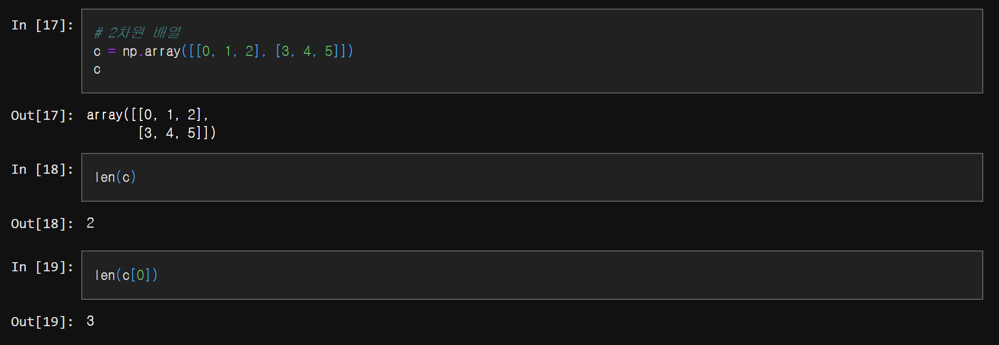 In [17]:
# 2차원 배열
c = np.array([[0, 1, 2], [3, 4, 5]])
c
Out[17]: array([[0, 1, 2],
       [3, 4, 5]])
In [18]:
len(c)
Out[18]: 2
In [19]:
len(c[0])
Out[19]: 3